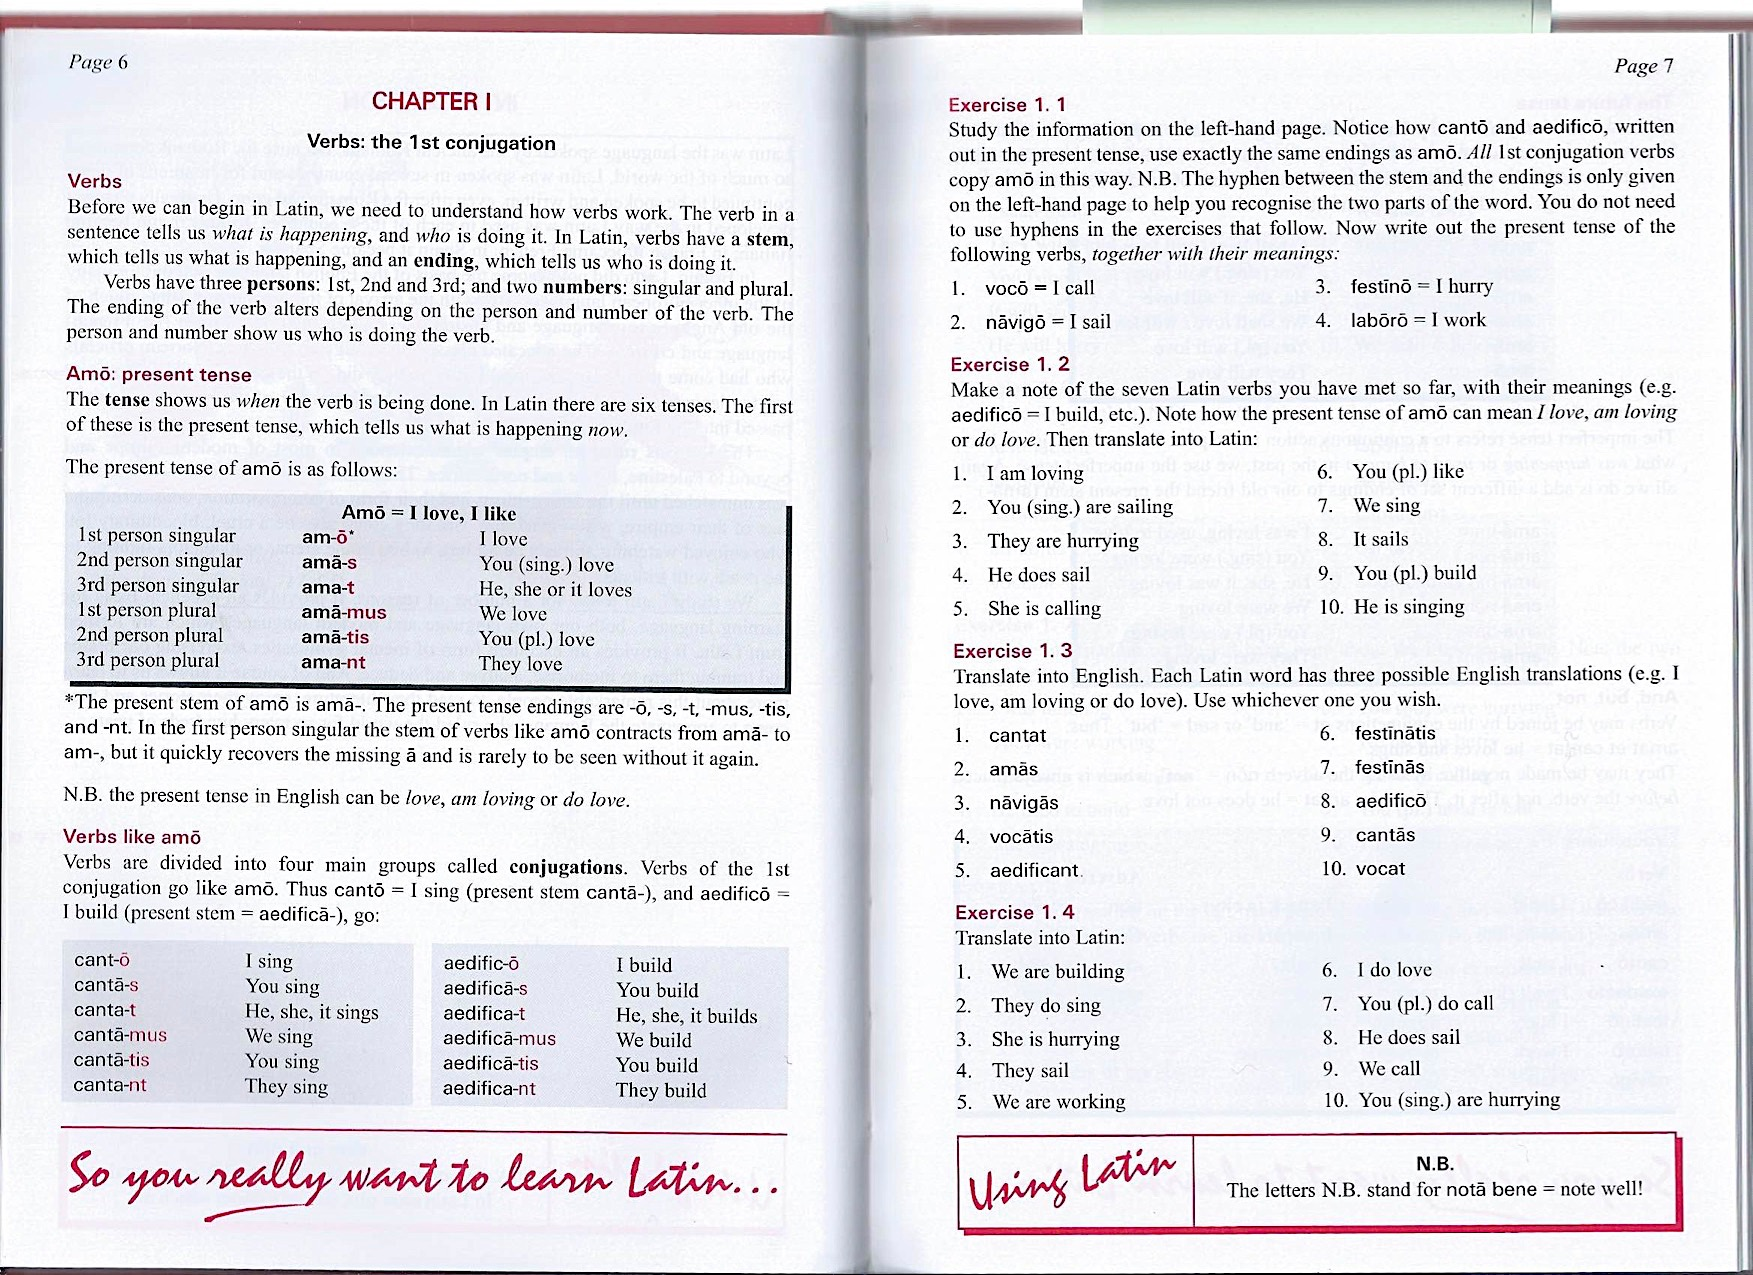 Page 6
CHAPTER I
Verbs: the 1st conjugation
Verbs
Before we can begin in Latin, we need to understand how verbs work. The verb in a
sentence tells us what is happening, and who is doing it. In Latin, verbs have a stem,
which tells us what is happening, and an ending, which tells us who is doing it.
Verbs have three persons: 1st, 2nd and 3rd; and two numbers: singular and plural.
The ending of the verb alters depending on the person and number of the verb. The
person and number show us who is doing the verb.
Amō: present tense
The tense shows us when the verb is being done. In Latin there are six tenses. The first
of these is the present tense, which tells us what is happening now.
The present tense of amō is as follows:
Amō = I love, I like
1st person singular am-ō* I love
2nd person singular amā-s You (sing.) love
3rd person singular ama-t He, she or it loves
1st person plural amā-mus We love
2nd person plural amā-tis You (pl.) love
3rd person plural ama-nt They love
*The present stem of amō is amā-. The present tense endings are -ō, -s, -t, -mus, -tis,
and -nt. In the first person singular the stem of verbs like amō contracts from amā- to
am-, but it quickly recovers the missing ā and is rarely to be seen without it again.
N.B. the present tense in English can be love, am loving or do love.
Verbs like amō
Verbs are divided into four main groups called conjugations. Verbs of the 1st
conjugation go like amō. Thus cantō = I sing (present stem cantā-), and aedificō =
I build (present stem = aedificā-), go:
cant-ō I sing
cantā-s You sing
canta-t He, she, it sings
cantā-mus We sing
cantā-tis You sing
canta-nt They sing
aedific-ō I build
aedificā-s You build
aedifica-t He, she, it builds
aedificā-mus We build
aedificā-tis You build
aedifica-nt They build
So you really want to learn Latin...
Page 7
Exercise 1. 1
Study the information on the left-hand page. Notice how cantō and aedificō, written
out in the present tense, use exactly the same endings as amō. All 1st conjugation verbs
copy amō in this way. N.B. The hyphen between the stem and the endings is only given
on the left-hand page to help you recognise the two parts of the word. You do not need
to use hyphens in the exercises that follow. Now write out the present tense of the
following verbs, together with their meanings:
1. vocō = I call
2. nāvigō = I sail
3. festīnō = I hurry
4. labōrō = I work
Exercise 1. 2
Make a note of the seven Latin verbs you have met so far, with their meanings (e.g.
aedificō = I build, etc.). Note how the present tense of amō can mean I love, am loving
or do love. Then translate into Latin:
1. I am loving
2. You (sing.) are sailing
3. They are hurrying
4. He does sail
5. She is calling
6. You (pl.) like
7. We sing
8. It sails
9. You (pl.) build
10. He is singing
Exercise 1. 3
Translate into English. Each Latin word has three possible English translations (e.g. I
love, am loving or do love). Use whichever one you wish.
1. cantat
2. amās
3. nāvigās
4. vocātis
5. aedificant.
6. festīnātis
7. festīnās
8. aedificō
9. cantās
10. vocat
Exercise 1. 4
Translate into Latin:
1. We are building
2. They do sing
3. She is hurrying
4. They sail
5. We are working
6. I do love
7. You (pl.) do call
8. He does sail
9. We call
10. You (sing.) are hurrying
Using Latin
N.B.
The letters N.B. stand for notā bene = note well!